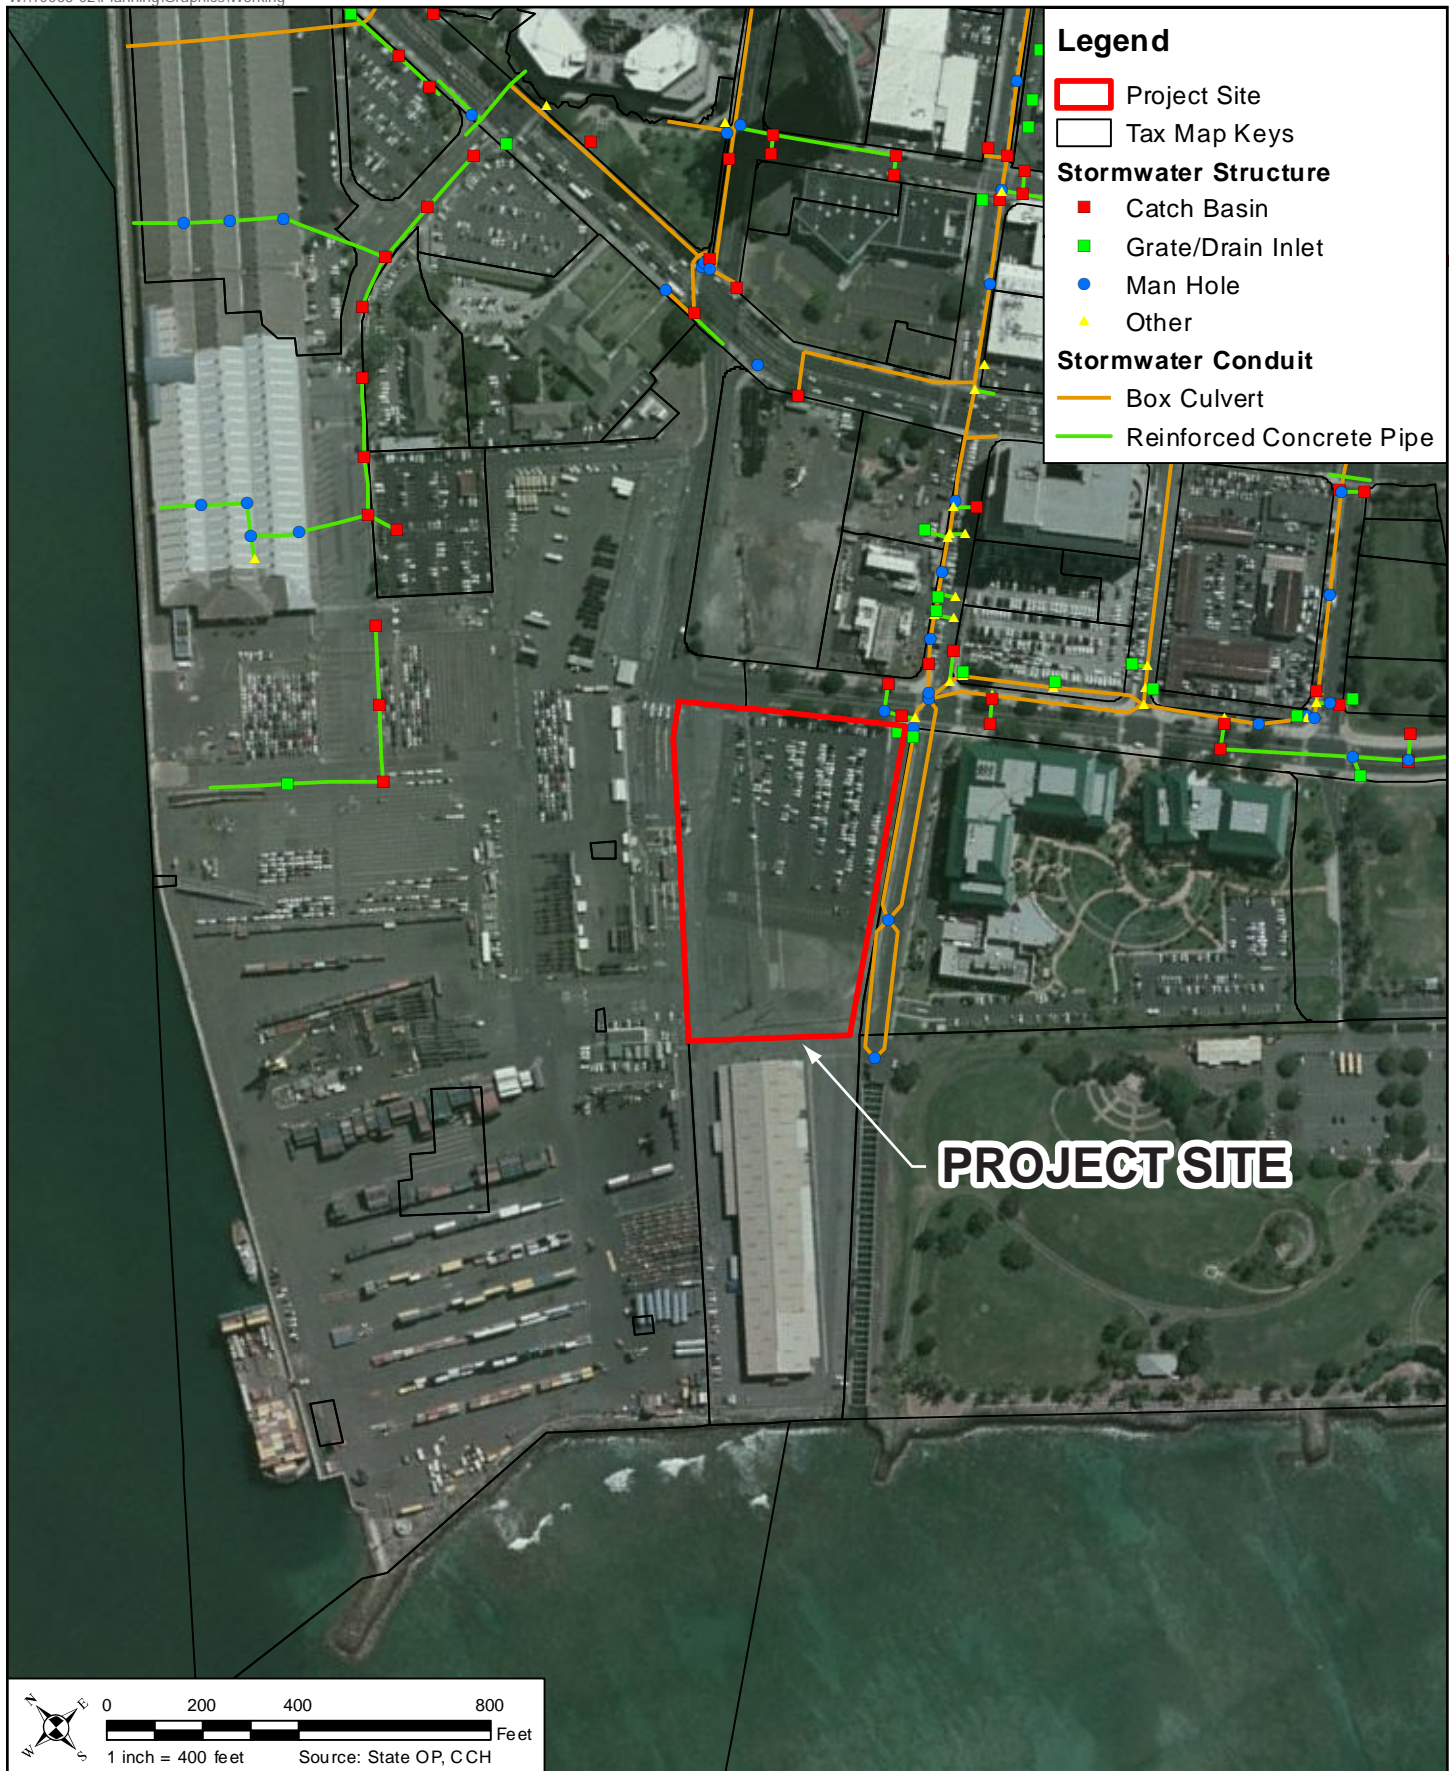 Legend
Project Site
Tax Map Keys
Stormwater Structure
Catch Basin
Grate/Drain Inlet
Man Hole
Other
Stormwater Conduit
Box Culvert
Reinforced Concrete Pipe
PROJECT SITE
N E
W S
0 200 400 800
Feet
1 inch = 400 feet Source: State OP, CCH